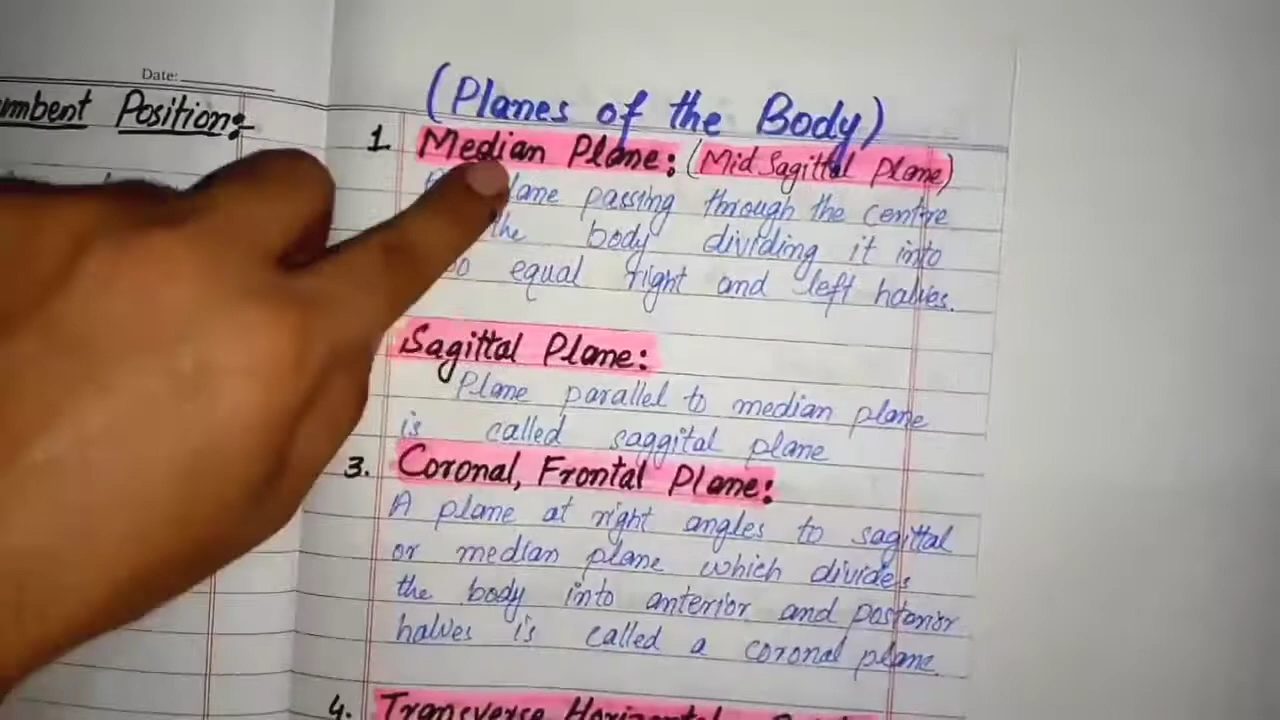 Date:
Position:
(Planes of the Body)
1. Median Plane: (Mid Sagittal Plane)
plane passing through the centre
the body dividing it into
equal right and left halves.
Sagittal Plane:
Plane parallel to median plane
is called saggital plane
3. Coronal, Frontal Plane:
A plane at right angles to sagittal
or median plane which divides
the body into anterior and posterior
halves is called a coronal plane.
4. Transverse Horizontal